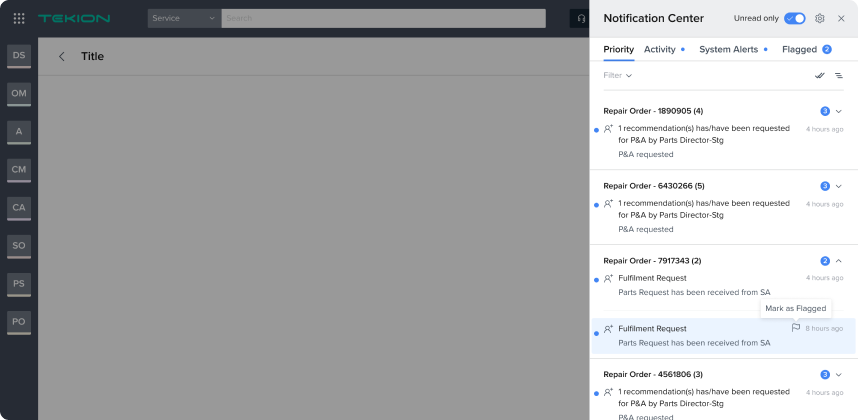 TEKION
Service
Search
DS
OM
A
CM
CA
SO
PS
PO
Title
Notification Center
Unread only
Priority
Activity
System Alerts
Flagged 2
Filter
Repair Order - 1890905 (4)
3
1 recommendation(s) has/have been requested
for P&A by Parts Director-Stg
4 hours ago
P&A requested
Repair Order - 6430266 (5)
3
1 recommendation(s) has/have been requested
for P&A by Parts Director-Stg
4 hours ago
P&A requested
Repair Order - 7917343 (2)
2
Fulfilment Request
4 hours ago
Parts Request has been received from SA
Mark as Flagged
Fulfilment Request
8 hours ago
Parts Request has been received from SA
Repair Order - 4561806 (3)
3
1 recommendation(s) has/have been requested
for P&A by Parts Director-Stg
4 hours ago
P&A requested